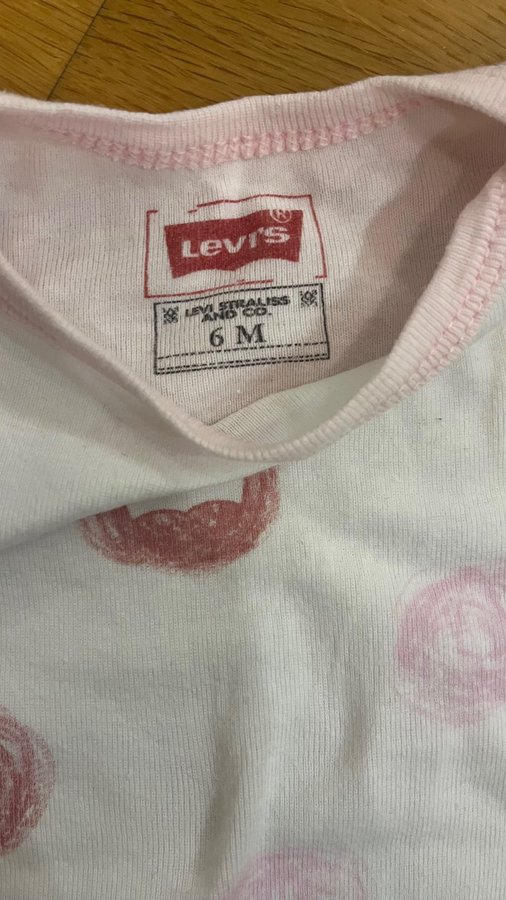 Levi's ®
LEVI STRAUSS
AND CO.
6 M